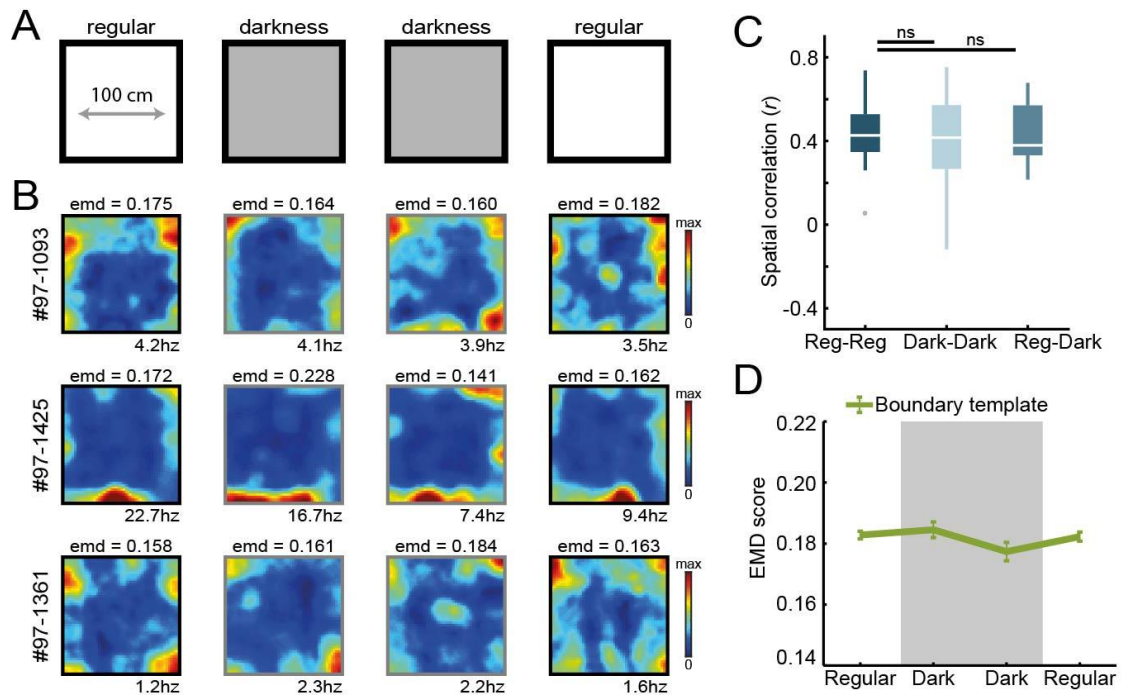 A
regular darkness darkness regular
100 cm
B
emd = 0.175 emd = 0.164 emd = 0.160 emd = 0.182
#97-1093
max
0
4.2hz 4.1hz 3.9hz 3.5hz
emd = 0.172 emd = 0.228 emd = 0.141 emd = 0.162
#97-1425
max
0
22.7hz 16.7hz 7.4hz 9.4hz
emd = 0.158 emd = 0.161 emd = 0.184 emd = 0.163
#97-1361
max
0
1.2hz 2.3hz 2.2hz 1.6hz
C
ns ns
Spatial correlation (r)
0.8
0.4
0
-0.4
Reg-Reg Dark-Dark Reg-Dark
D
Boundary template
EMD score
0.22
0.20
0.18
0.16
0.14
Regular Dark Dark Regular